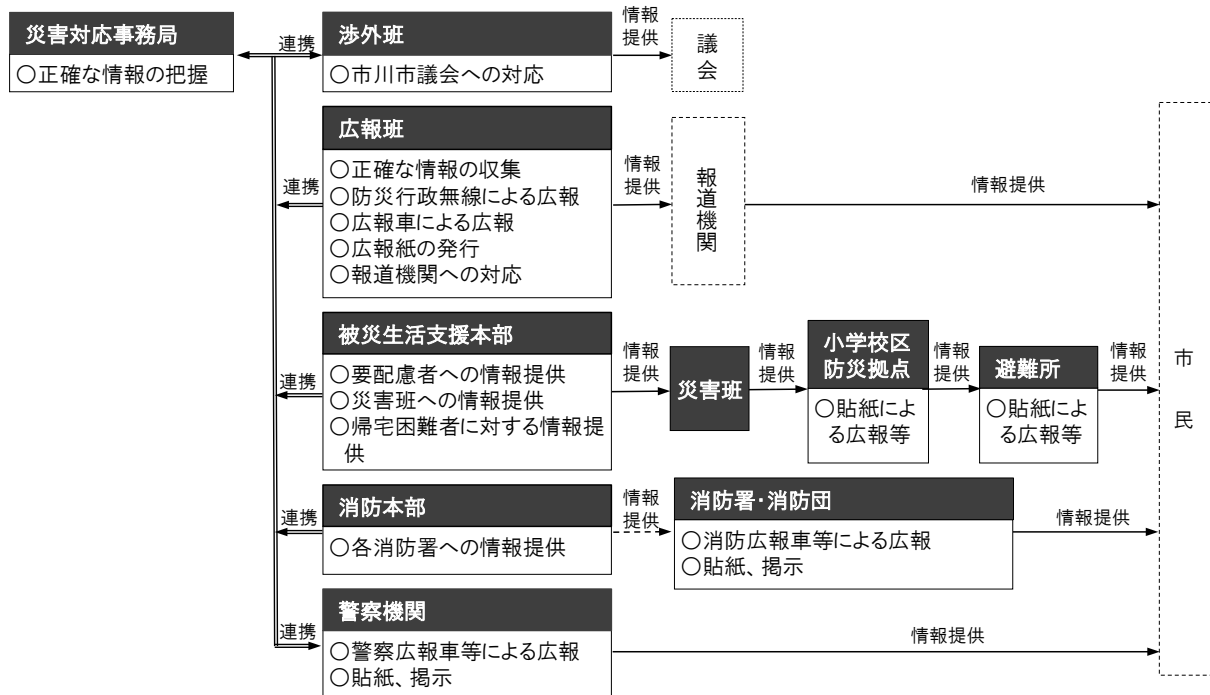 災害対応事務局
○正確な情報の把握
連携
渉外班
○市川市議会への対応
情報
提供
議
会
連携
広報班
○正確な情報の収集
○防災行政無線による広報
○広報車による広報
○広報紙の発行
○報道機関への対応
情報
提供
報
道
機
関
情報提供
連携
被災生活支援本部
○要配慮者への情報提供
○災害班への情報提供
○帰宅困難者に対する情報提
供
情報
提供
災害班
情報
提供
小学校区
防災拠点
○貼紙によ
る広報等
情報
提供
避難所
○貼紙によ
る広報等
情報
提供
市
民
連携
消防本部
○各消防署への情報提供
情報
提供
消防署・消防団
○消防広報車等による広報
○貼紙、掲示
情報提供
連携
警察機関
○警察広報車等による広報
○貼紙、掲示
情報提供